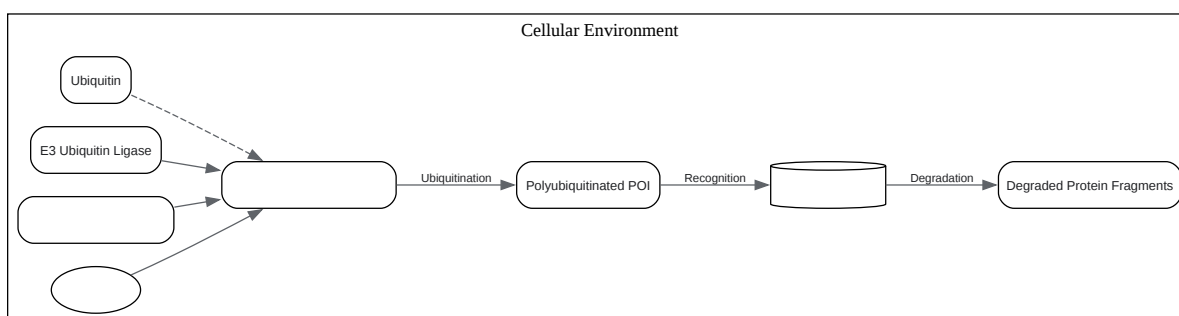 Cellular Environment
Ubiquitin
E3 Ubiquitin Ligase
Ubiquitination
Polyubiquitinated POI
Recognition
Degradation
Degraded Protein Fragments